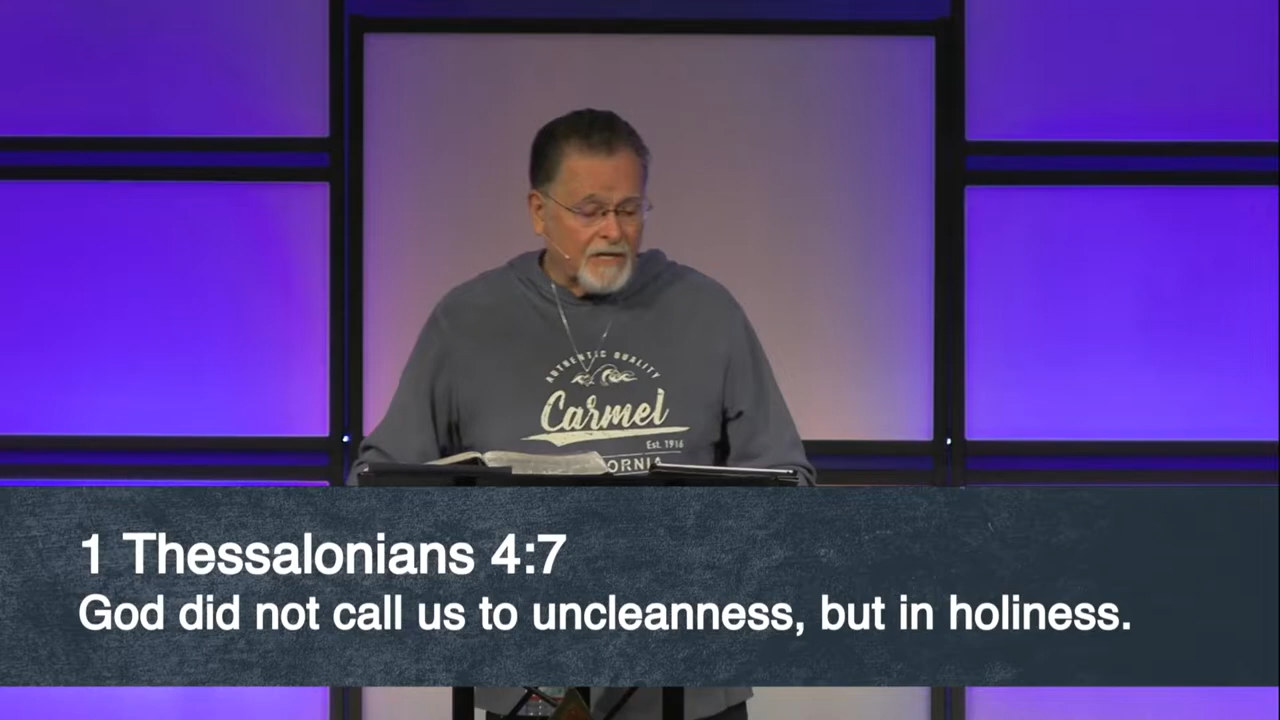 AUTHENTIC QUALITY
Carmel
Est. 1916
1 Thessalonians 4:7
God did not call us to uncleanness, but in holiness.